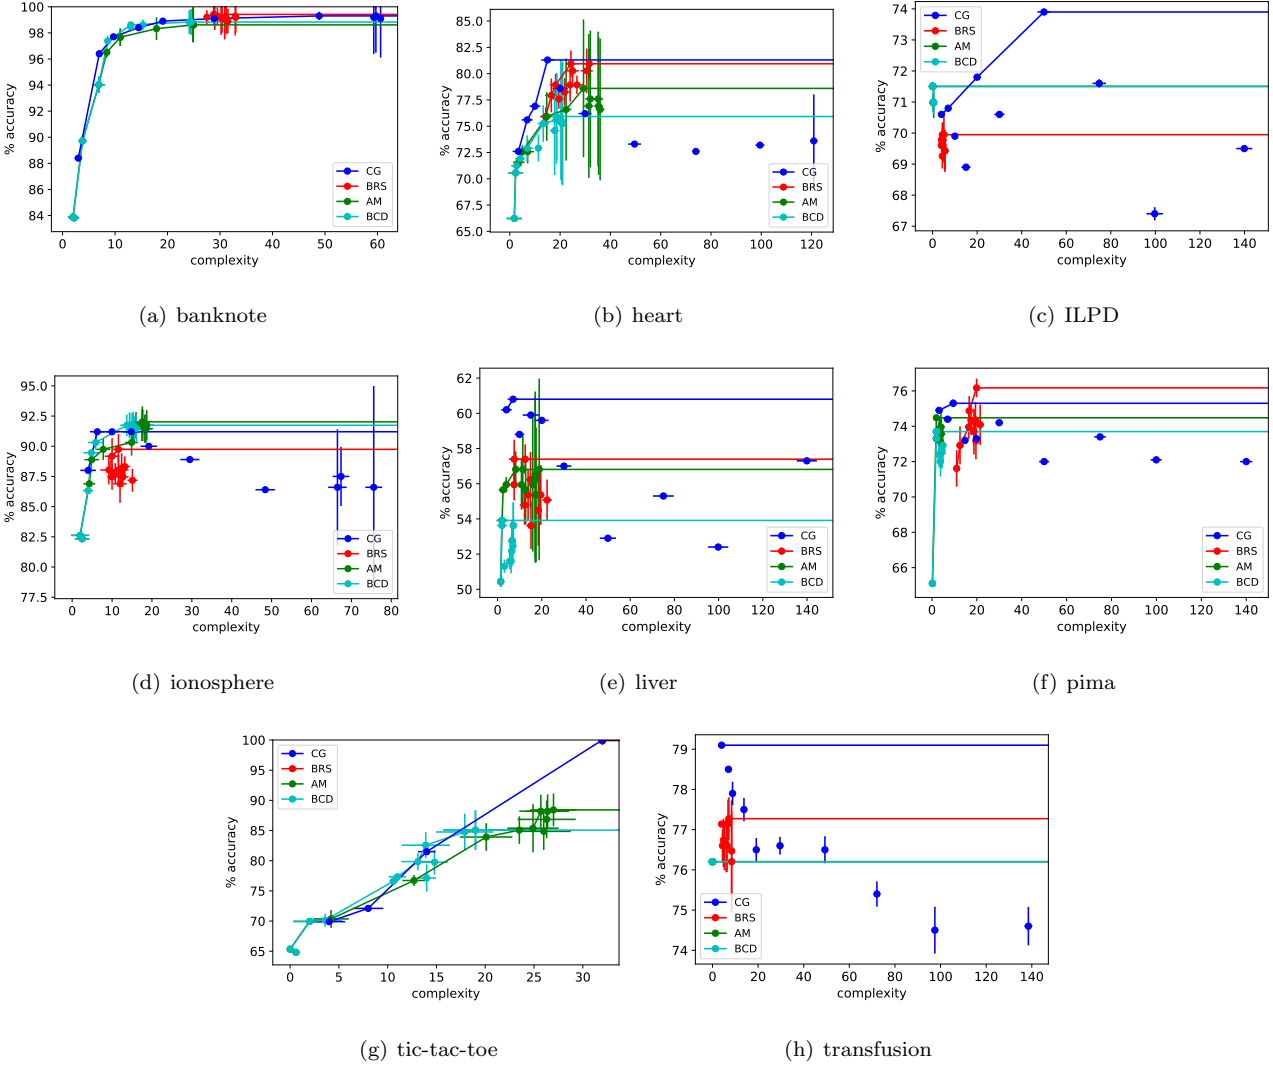 100
98
96
94
92
90
88
86
84
% accuracy
0 10 20 30 40 50 60
complexity
CG
BRS
AM
BCD
(a) banknote
85.0
82.5
80.0
77.5
75.0
72.5
70.0
67.5
65.0
% accuracy
0 20 40 60 80 100 120
complexity
CG
BRS
AM
BCD
(b) heart
74
73
72
71
70
69
68
67
% accuracy
0 20 40 60 80 100 120 140
complexity
CG
BRS
AM
BCD
(c) ILPD
95.0
92.5
90.0
87.5
85.0
82.5
80.0
77.5
% accuracy
0 10 20 30 40 50 60 70 80
complexity
CG
BRS
AM
BCD
(d) ionosphere
62
60
58
56
54
52
50
% accuracy
0 20 40 60 80 100 120 140
complexity
CG
BRS
AM
BCD
(e) liver
76
74
72
70
68
66
% accuracy
0 20 40 60 80 100 120 140
complexity
CG
BRS
AM
BCD
(f) pima
100
95
90
85
80
75
70
65
% accuracy
0 5 10 15 20 25 30
complexity
CG
BRS
AM
BCD
(g) tic-tac-toe
79
78
77
76
75
74
% accuracy
0 20 40 60 80 100 120 140
complexity
CG
BRS
AM
BCD
(h) transfusion